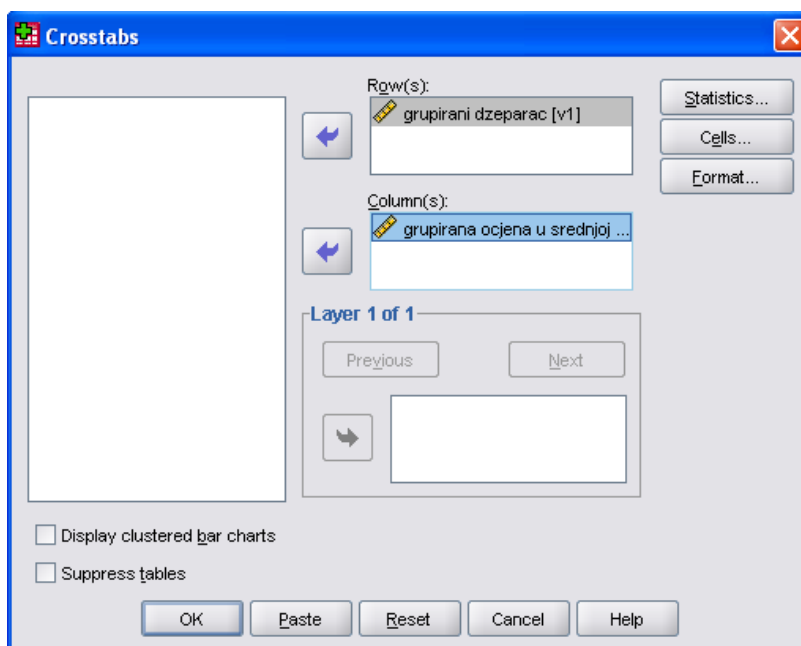 Crosstabs
Row(s):
grupirani dzeparac [v1]
Statistics...
Cells...
Format...
Column(s):
grupirana ocjena u srednjoj ...
Layer 1 of 1
Previous
Next
Display clustered bar charts
Suppress tables
OK
Paste
Reset
Cancel
Help